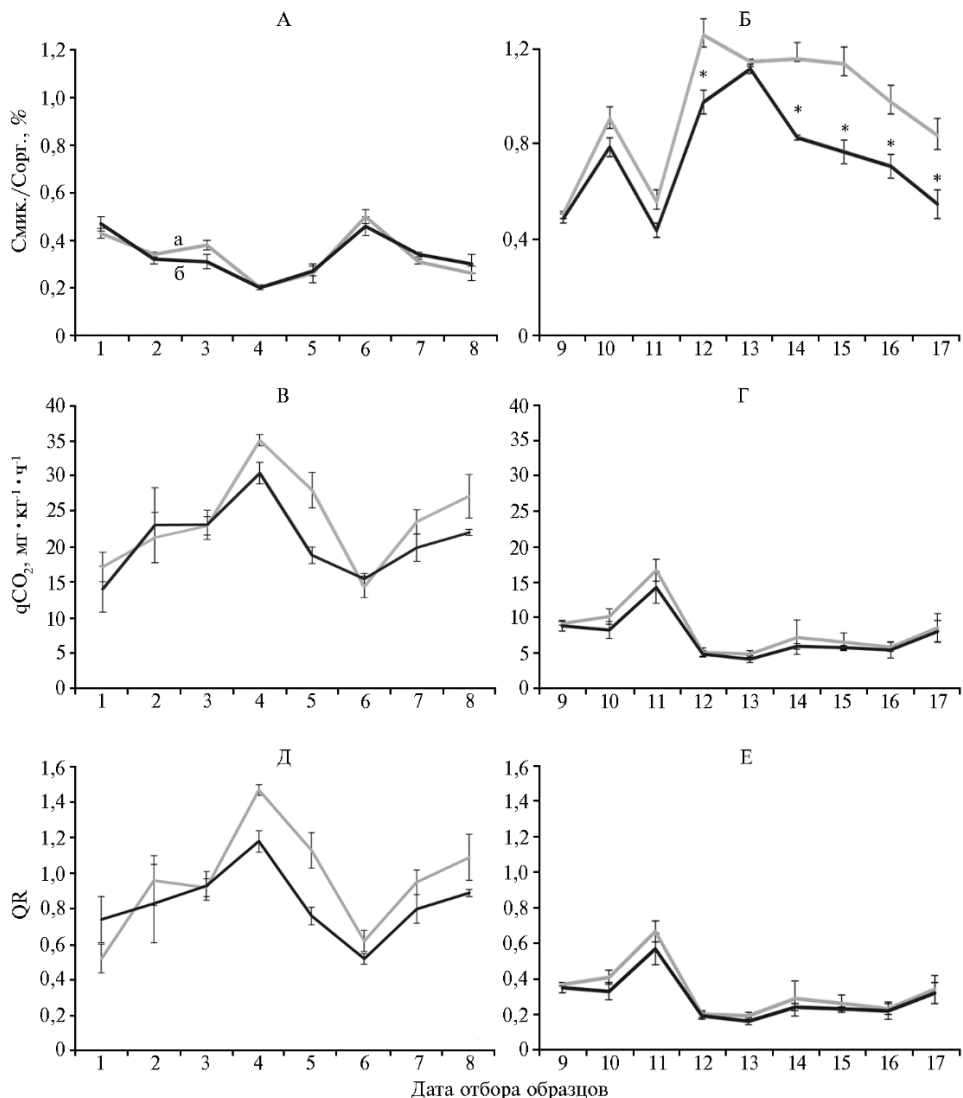 А
Б
Смик./Сорг., %
1,2
1,0
0,8
0,6
0,4
0,2
0
а
б
1 2 3 4 5 6 7 8
1,2
0,8
0,4
0
*
*
*
*
*
9 10 11 12 13 14 15 16 17
В
Г
qCO₂, мг•кг⁻¹•ч⁻¹
40
35
30
25
20
15
10
5
0
1 2 3 4 5 6 7 8
40
35
30
25
20
15
10
5
0
9 10 11 12 13 14 15 16 17
Д
Е
QR
1,6
1,4
1,2
1,0
0,8
0,6
0,4
0,2
0
1 2 3 4 5 6 7 8
1,6
1,4
1,2
1,0
0,8
0,6
0,4
0,2
0
9 10 11 12 13 14 15 16 17
Дата отбора образцов